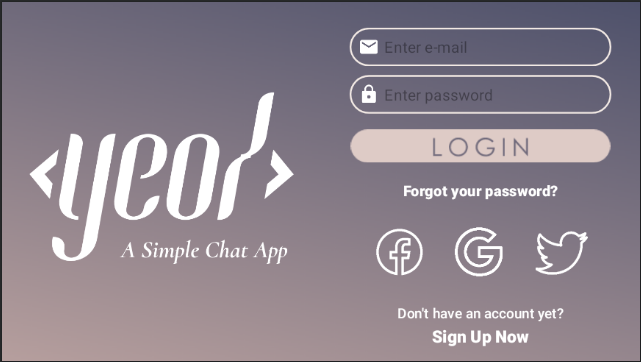 <yeol>
A Simple Chat App
Enter e-mail
Enter password
LOGIN
Forgot your password?
Don't have an account yet?
Sign Up Now